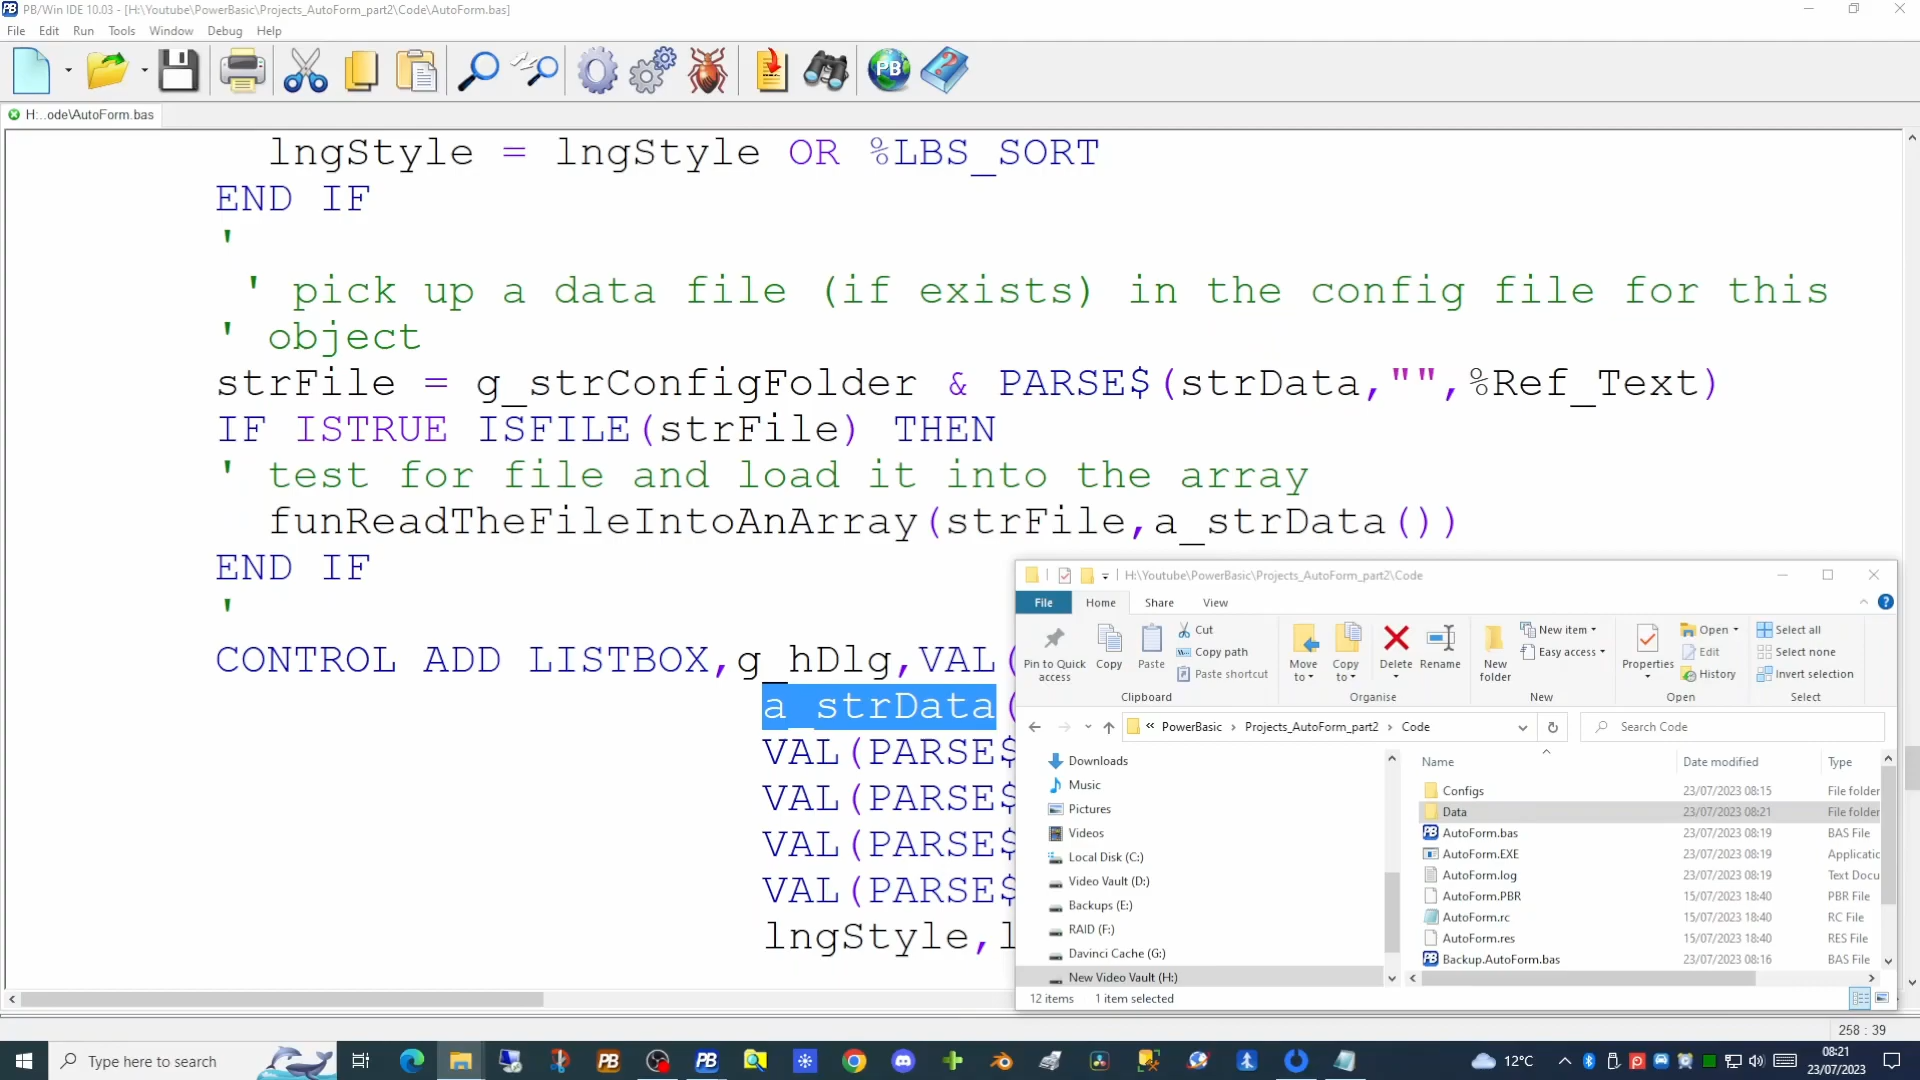 PB/Win IDE 10.03 - [H:\Youtube\PowerBasic\Projects_AutoForm_part2\Code\AutoForm.bas]
File Edit Run Tools Window Debug Help
H:..ode\AutoForm.bas
lngStyle = lngStyle OR %LBS_SORT
END IF
'
' pick up a data file (if exists) in the config file for this
' object
strFile = g_strConfigFolder & PARSE$(strData,"",%Ref_Text)
IF ISTRUE ISFILE(strFile) THEN
' test for file and load it into the array
funReadTheFileIntoAnArray(strFile,a_strData())
END IF
'
CONTROL ADD LISTBOX,g_hDlg,VAL(
a_strData(
VAL(PARSE$
VAL(PARSE$
VAL(PARSE$
VAL(PARSE$
lngStyle,l
H:\Youtube\PowerBasic\Projects_AutoForm_part2\Code
File Home Share View
Pin to Quick access
Copy
Paste
Cut
Copy path
Paste shortcut
Clipboard
Move to
Copy to
Delete
Rename
Organise
New folder
New item
Easy access
New
Properties
Open
Edit
History
Open
Select all
Select none
Invert selection
Select
« PowerBasic › Projects_AutoForm_part2 › Code
Search Code
Downloads
Music
Pictures
Videos
Local Disk (C:)
Video Vault (D:)
Backups (E:)
RAID (F:)
Davinci Cache (G:)
New Video Vault (H:)
Name Date modified Type
Configs 23/07/2023 08:15 File folder
Data 23/07/2023 08:21 File folder
AutoForm.bas 23/07/2023 08:19 BAS File
AutoForm.EXE 23/07/2023 08:19 Applicatic
AutoForm.log 23/07/2023 08:19 Text Docu
AutoForm.PBR 15/07/2023 18:40 PBR File
AutoForm.rc 15/07/2023 18:40 RC File
AutoForm.res 15/07/2023 18:40 RES File
Backup.AutoForm.bas 23/07/2023 08:16 BAS File
12 items 1 item selected
258 : 39
Type here to search
12°C
08:21
23/07/2023